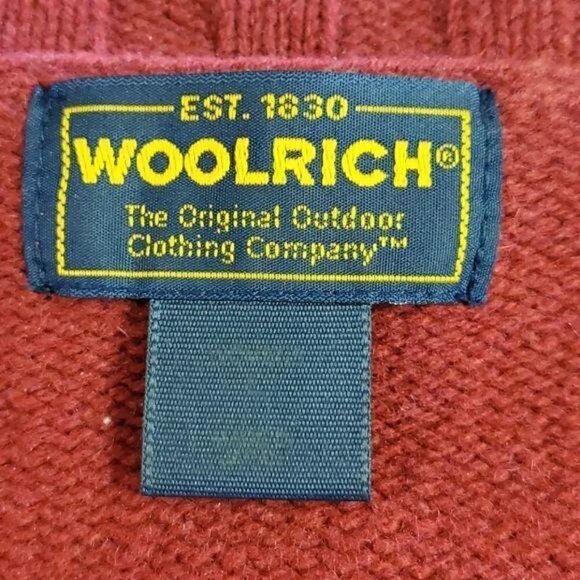 EST. 1830
WOOLRICH®
The Original Outdoor
Clothing Company™